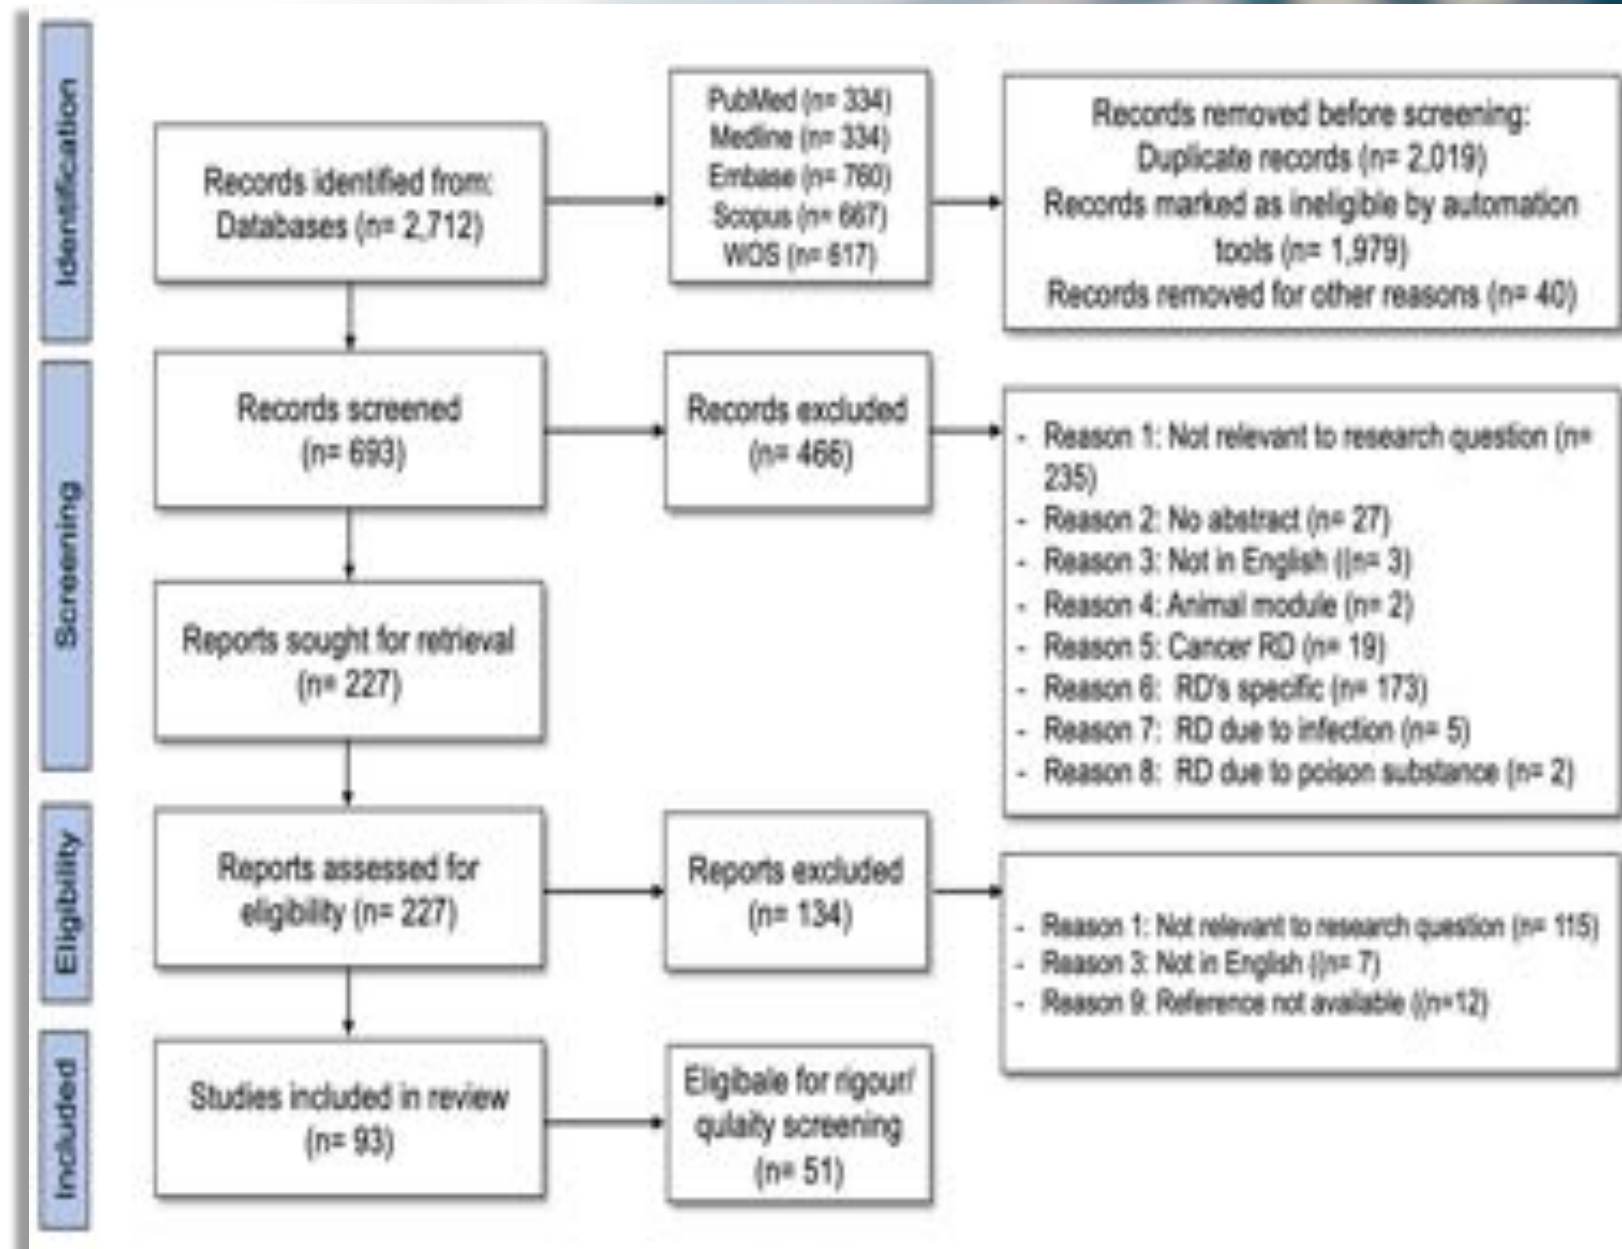 Identification
Records identified from:
Databases (n= 2,712)
PubMed (n= 334)
Medline (n= 334)
Embase (n= 760)
Scopus (n= 667)
WOS (n= 617)
Records removed before screening:
Duplicate records (n= 2,019)
Records marked as ineligible by automation
tools (n= 1,979)
Records removed for other reasons (n= 40)
Screening
Records screened
(n= 693)
Records excluded
(n= 466)
- Reason 1: Not relevant to research question (n=
235)
- Reason 2: No abstract (n= 27)
- Reason 3: Not in English ((n= 3)
- Reason 4: Animal module (n= 2)
- Reason 5: Cancer RD (n= 19)
- Reason 6: RD's specific (n= 173)
- Reason 7: RD due to infection (n= 5)
- Reason 8: RD due to poison substance (n= 2)
Reports sought for retrieval
(n= 227)
Eligibility
Reports assessed for
eligibility (n= 227)
Reports excluded
(n= 134)
- Reason 1: Not relevant to research question (n= 115)
- Reason 3: Not in English ((n= 7)
- Reason 9: Reference not available ((n=12)
Included
Studies included in review
(n= 93)
Eligibale for rigour/
qulaity screening
(n= 51)